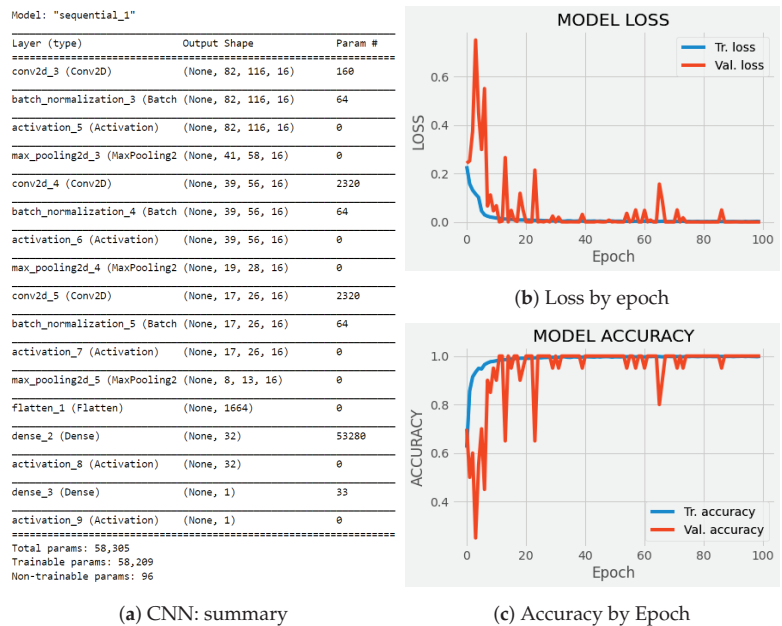 Model: "sequential_1"
Layer (type) Output Shape Param #
conv2d_3 (Conv2D) (None, 82, 116, 16) 160
batch_normalization_3 (Batch (None, 82, 116, 16) 64
activation_5 (Activation) (None, 82, 116, 16) 0
max_pooling2d_3 (MaxPooling2 (None, 41, 58, 16) 0
conv2d_4 (Conv2D) (None, 39, 56, 16) 2320
batch_normalization_4 (Batch (None, 39, 56, 16) 64
activation_6 (Activation) (None, 39, 56, 16) 0
max_pooling2d_4 (MaxPooling2 (None, 19, 28, 16) 0
conv2d_5 (Conv2D) (None, 17, 26, 16) 2320
batch_normalization_5 (Batch (None, 17, 26, 16) 64
activation_7 (Activation) (None, 17, 26, 16) 0
max_pooling2d_5 (MaxPooling2 (None, 8, 13, 16) 0
flatten_1 (Flatten) (None, 1664) 0
dense_2 (Dense) (None, 32) 53280
activation_8 (Activation) (None, 32) 0
dense_3 (Dense) (None, 1) 33
activation_9 (Activation) (None, 1) 0
Total params: 58,305
Trainable params: 58,209
Non-trainable params: 96
(a) CNN: summary
MODEL LOSS
Tr. loss
Val. loss
LOSS
0.6
0.4
0.2
0.0
0 20 40 60 80 100
Epoch
(b) Loss by epoch
MODEL ACCURACY
ACCURACY
1.0
0.8
0.6
0.4
Tr. accuracy
Val. accuracy
0 20 40 60 80 100
Epoch
(c) Accuracy by Epoch